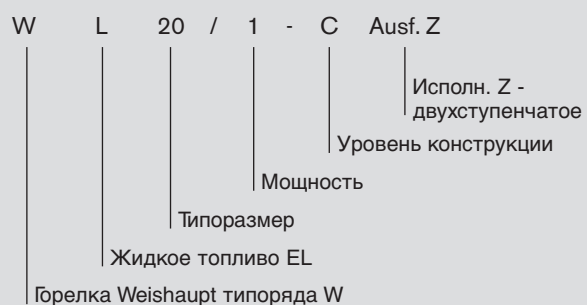 W L 20 / 1 - C Ausf. Z
Исполн. Z -
двухступенчатое
Уровень конструкции
Мощность
Типоразмер
Жидкое топливо EL
Горелка Weishaupt типоряда W